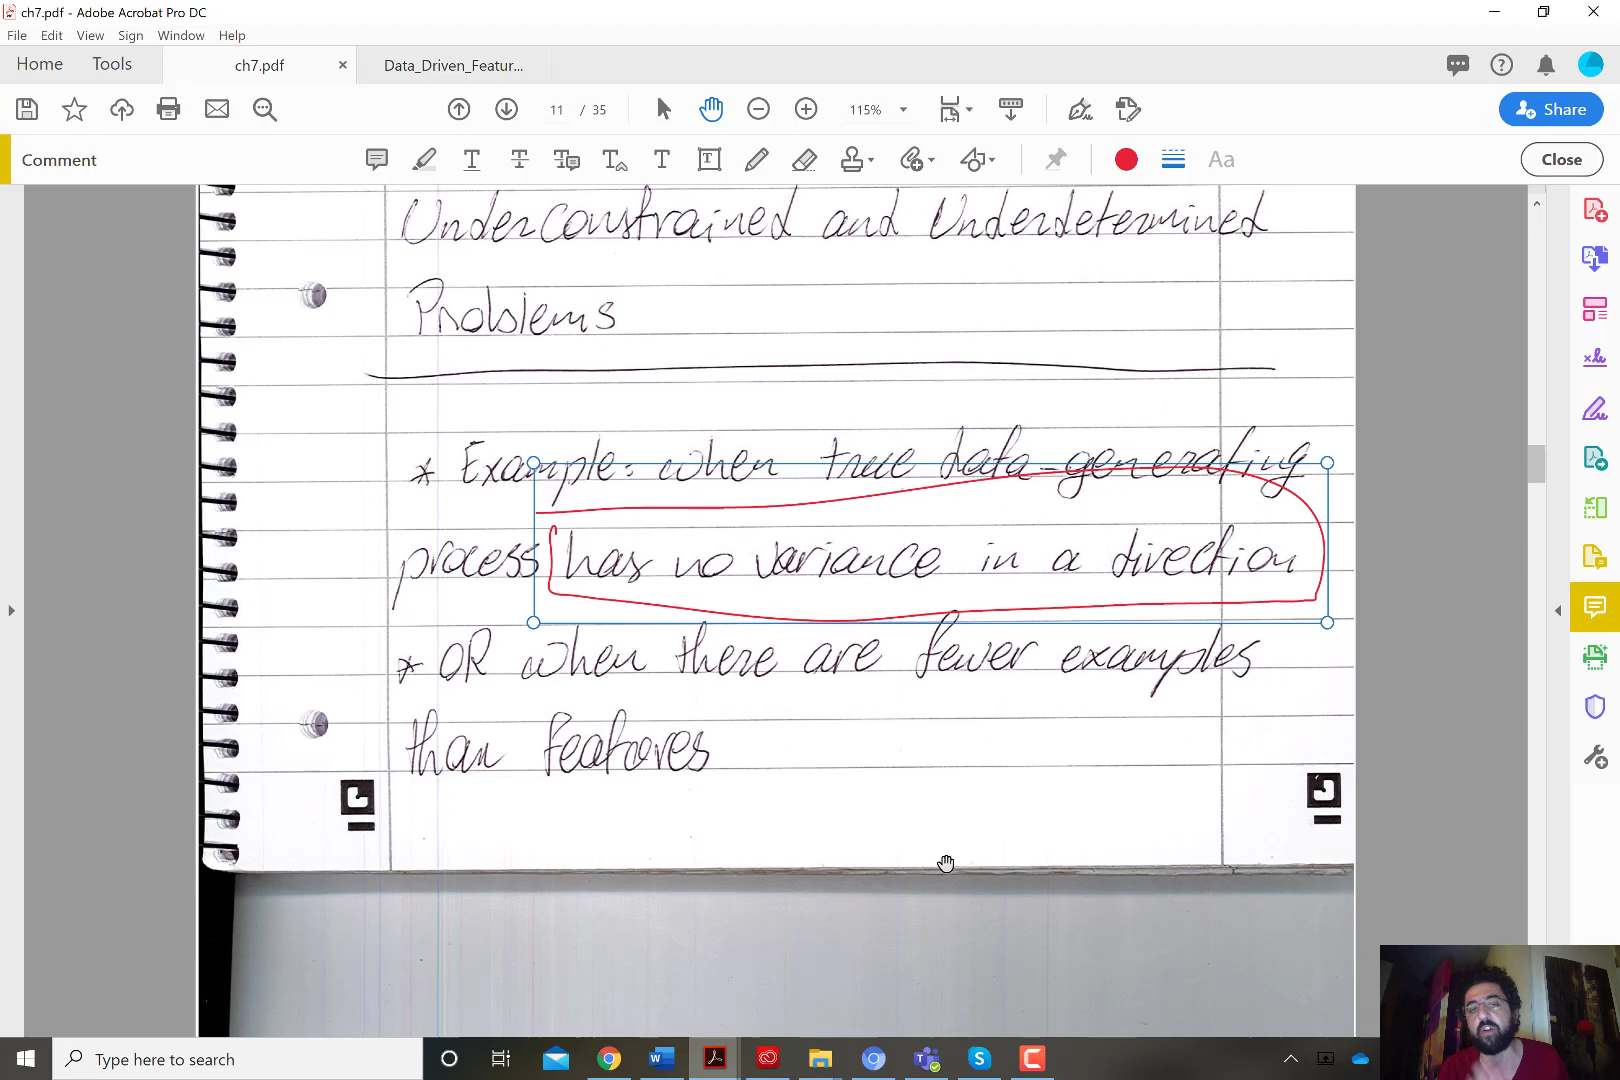 ch7.pdf - Adobe Acrobat Pro DC
File Edit View Sign Window Help
Home Tools ch7.pdf Data_Driven_Featur...
11 / 35 115% Share
Comment Aa Close
Underconstrained and Underdetermined
Problems
* Example: when true data-generating
process has no variance in a direction
* OR when there are fewer examples
than features
Type here to search